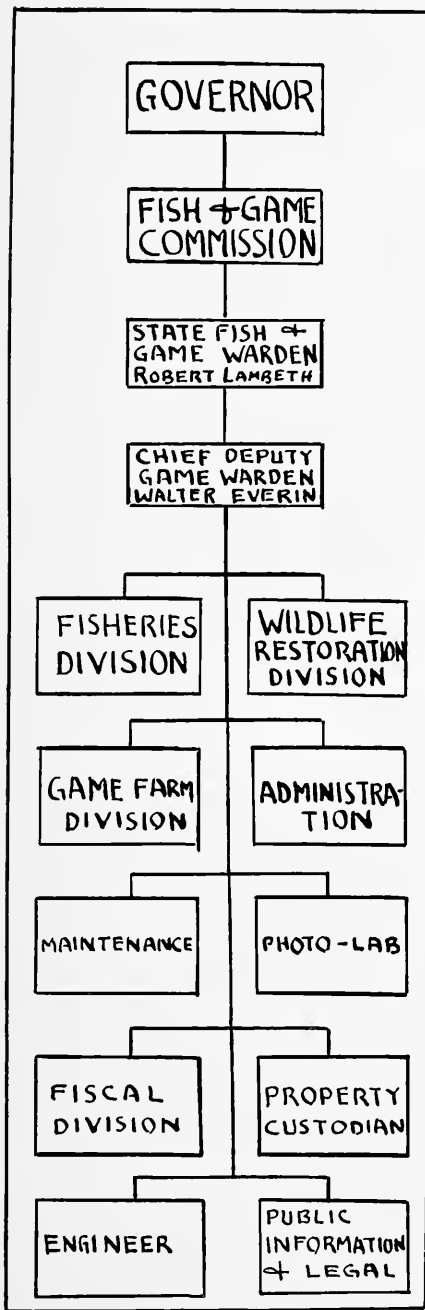 GOVERNOR
FISH & GAME
COMMISSION
STATE FISH &
GAME WARDEN
ROBERT LAMBETH
CHIEF DEPUTY
GAME WARDEN
WALTER EVERIN
FISHERIES
DIVISION
WILDLIFE
RESTORATION
DIVISION
GAME FARM
DIVISION
ADMINISTRA-
TION
MAINTENANCE
PHOTO-LAB
FISCAL
DIVISION
PROPERTY
CUSTODIAN
ENGINEER
PUBLIC
INFORMATION
& LEGAL